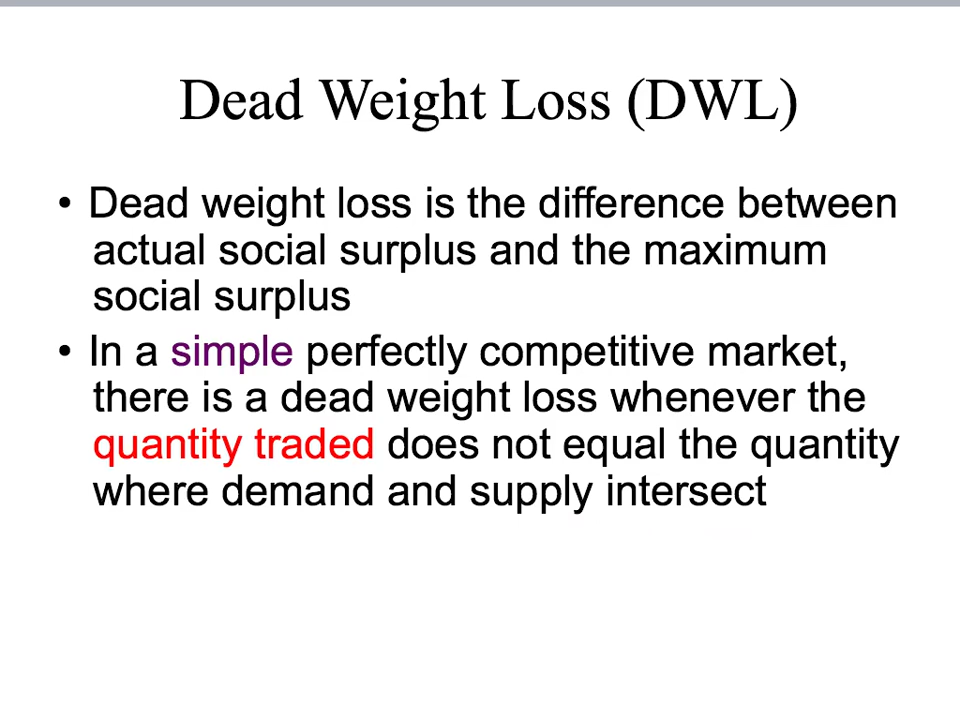 Dead Weight Loss (DWL)
• Dead weight loss is the difference between
actual social surplus and the maximum
social surplus
• In a simple perfectly competitive market,
there is a dead weight loss whenever the
quantity traded does not equal the quantity
where demand and supply intersect